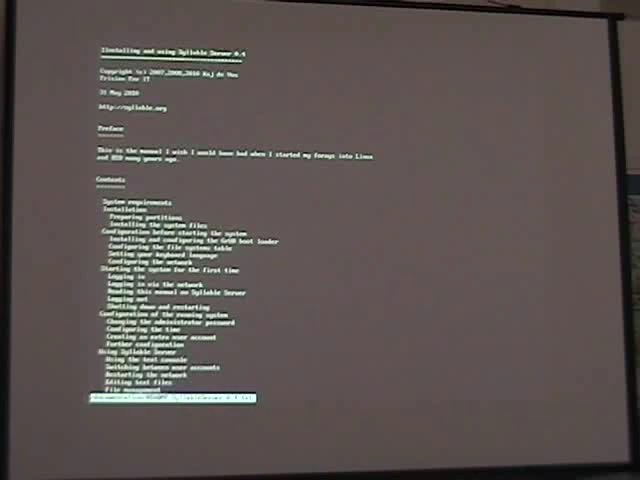 Installing and using Syllable Server 0.4
Copyright (c) 2007,2008,2010 Kaj de Vos
31 May 2010
http://syllable.org
Preface
This is the manual I wish I would have had when I started my forays into Linux
and BSD many years ago.
Contents
System requirements
Installation
Preparing partitions
Installing the system files
Configuration before starting the system
Installing and configuring the GrUB boot loader
Configuring the file systems table
Setting your keyboard language
Configuring the network
Starting the system for the first time
Logging in
Logging in via the network
Reading this manual on Syllable Server
Logging out
Shutting down and restarting
Configuration of the running system
Changing the administrator password
Configuring the time
Creating an extra user account
Further configuration
Using Syllable Server
Using the text console
Switching between user accounts
Restarting the network
Editing text files
File management